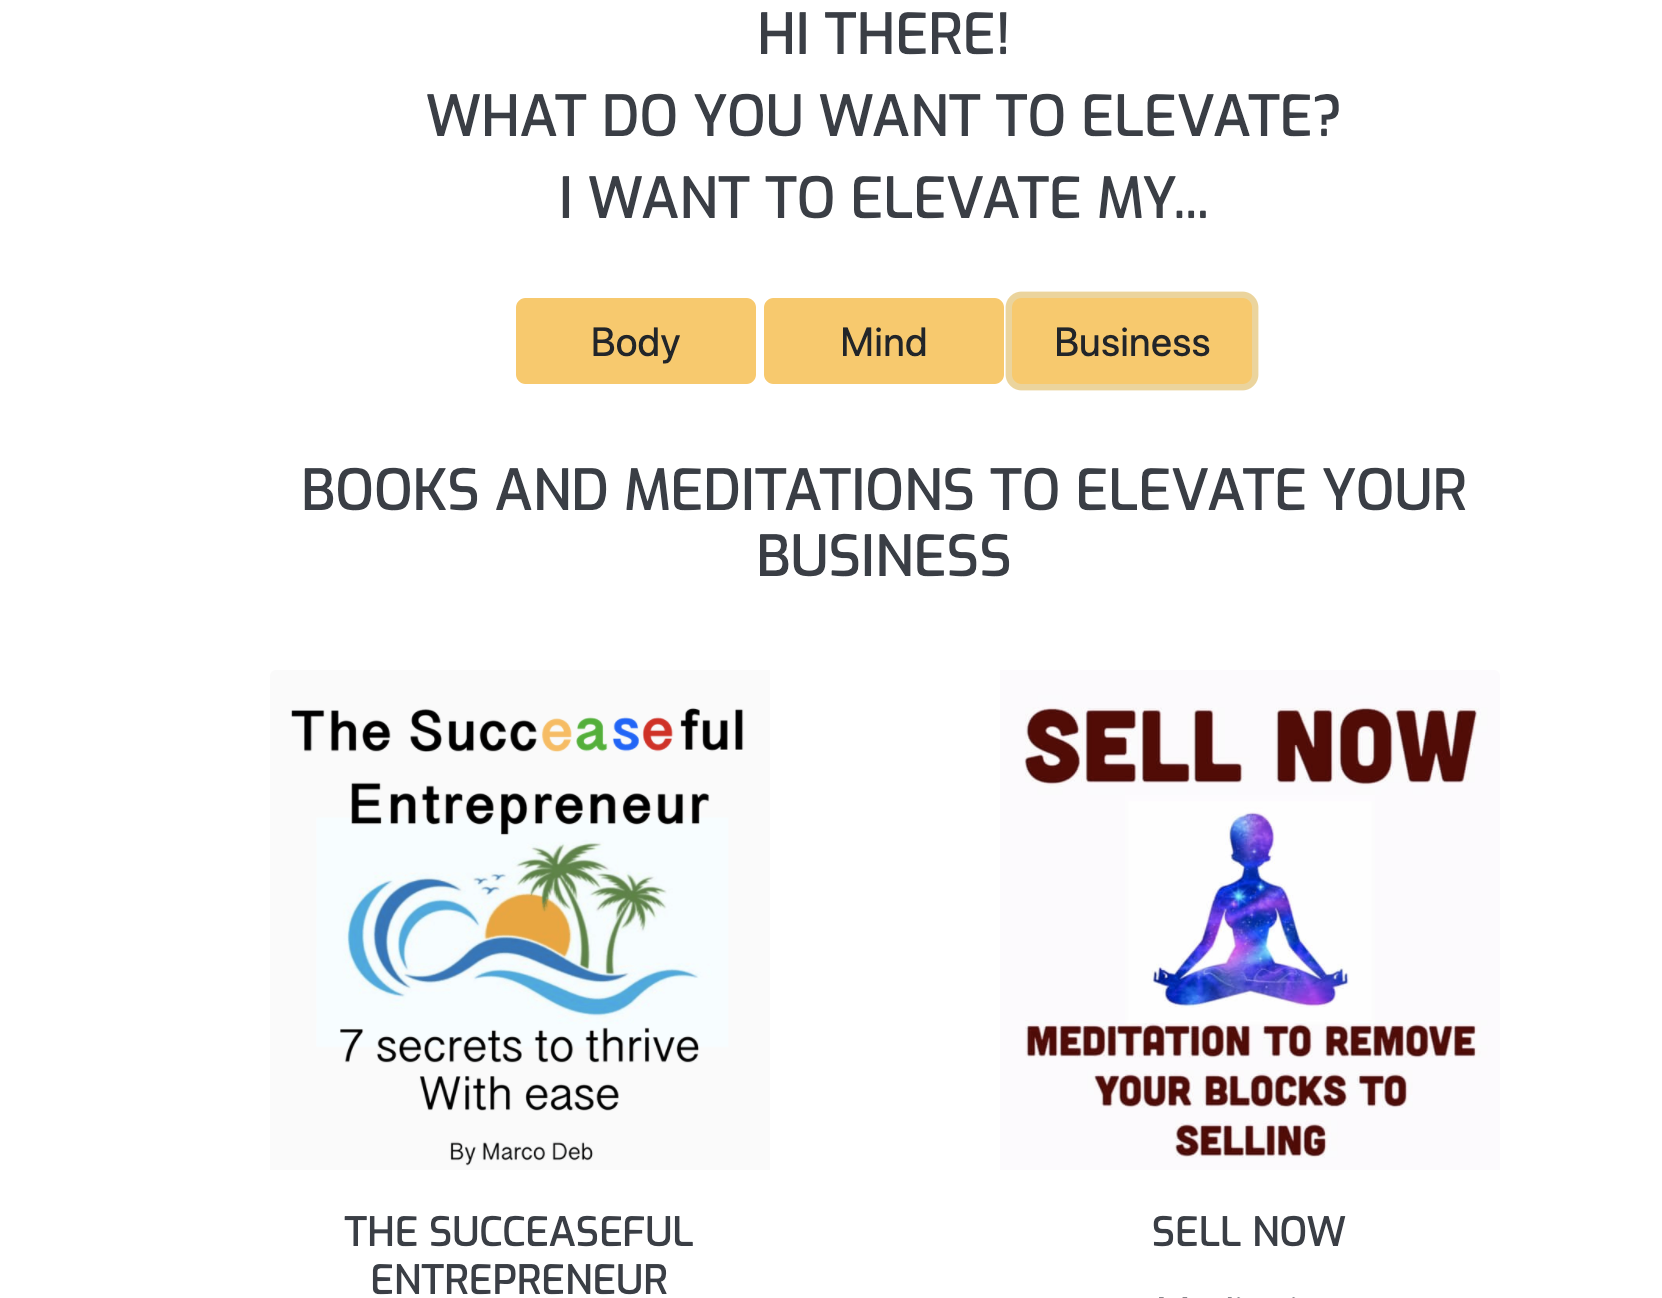 HI THERE!
WHAT DO YOU WANT TO ELEVATE?
I WANT TO ELEVATE MY...
Body
Mind
Business
BOOKS AND MEDITATIONS TO ELEVATE YOUR
BUSINESS
The Succeaseful
Entrepreneur
7 secrets to thrive
With ease
By Marco Deb
SELL NOW
MEDITATION TO REMOVE
YOUR BLOCKS TO
SELLING
THE SUCCEASEFUL
ENTREPRENEUR
SELL NOW